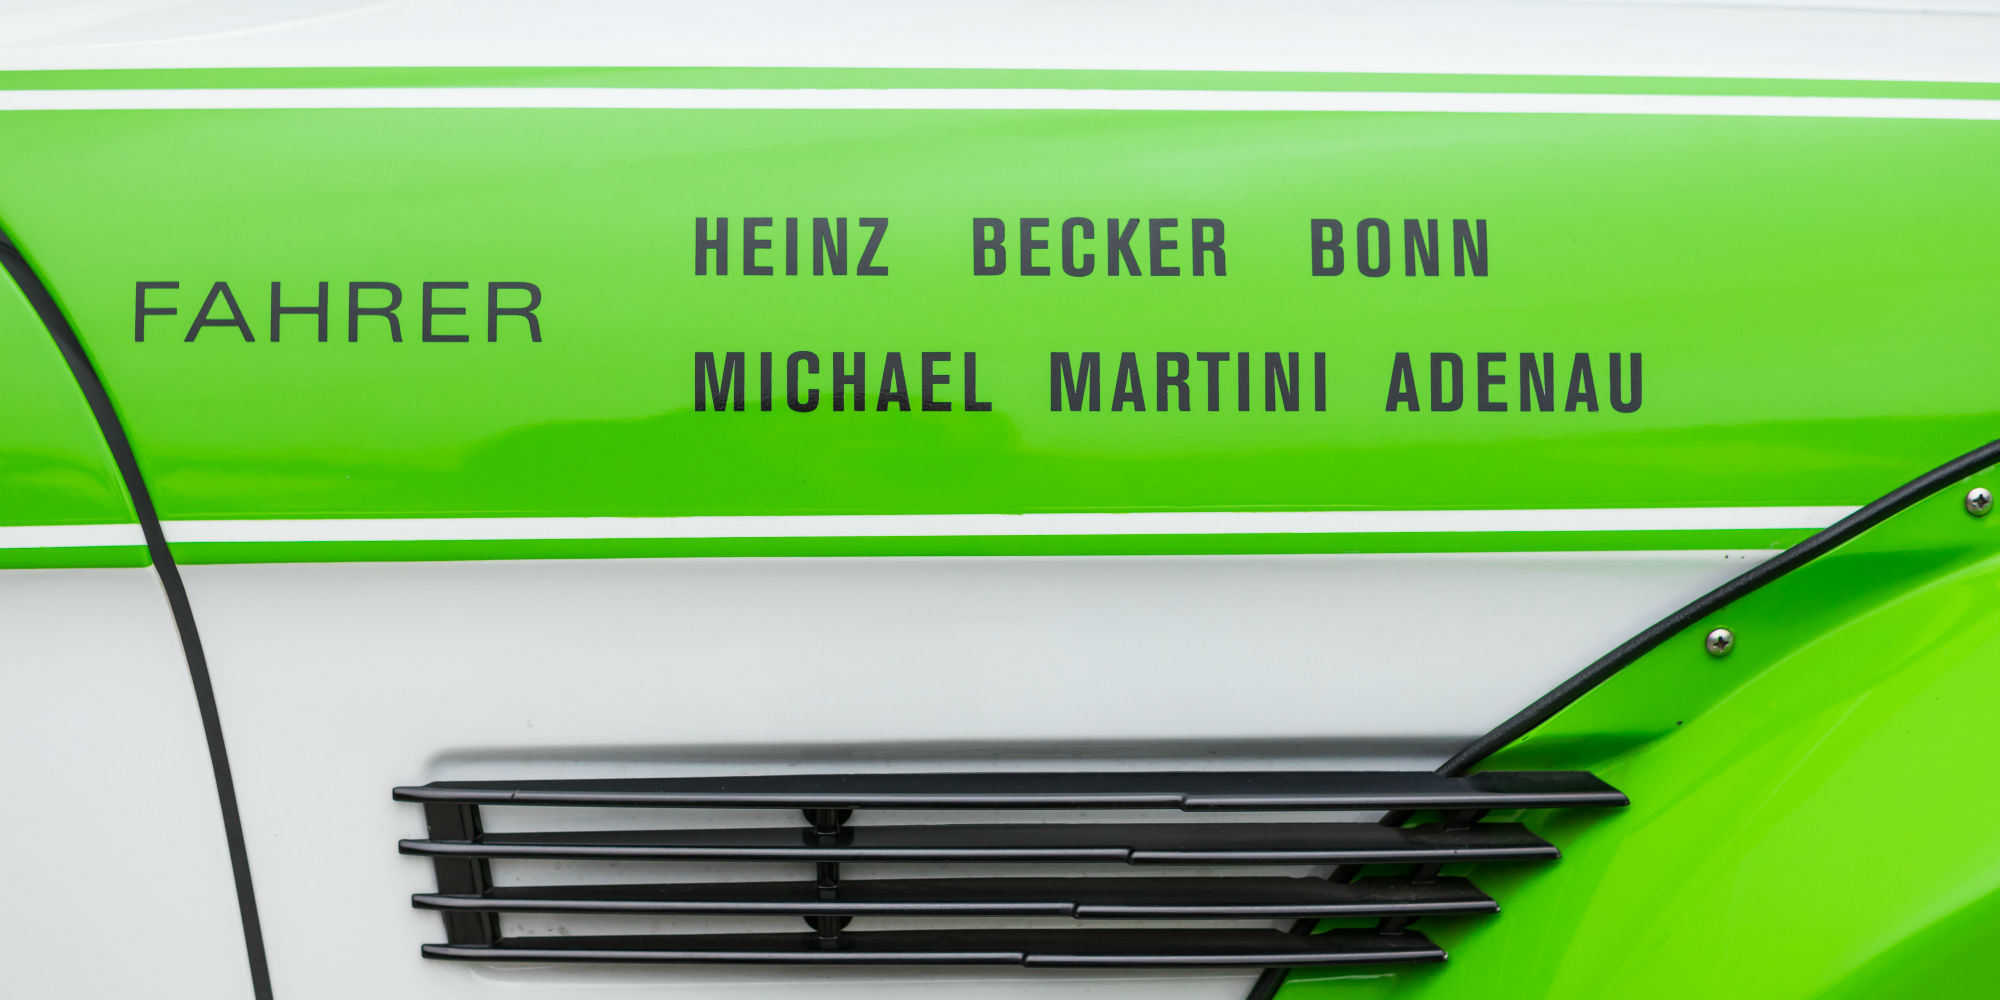 FAHRER
HEINZ BECKER BONN
MICHAEL MARTINI ADENAU